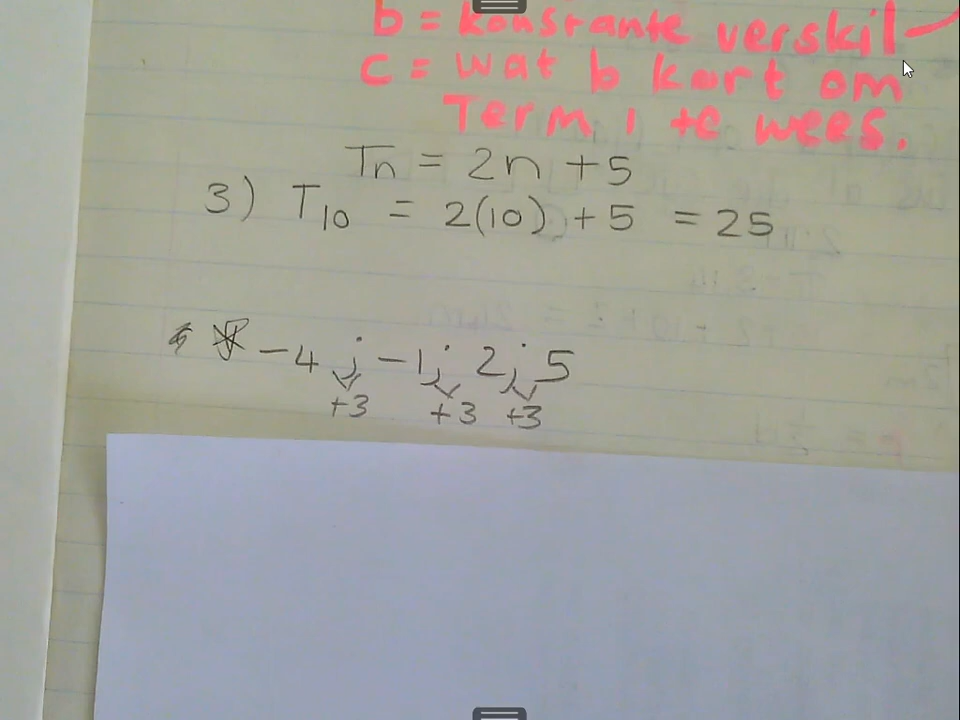 b = konstante verskil
c = wat b kort om
Term 1 te wees.
Tn = 2n + 5
3) T10 = 2(10) + 5 = 25
-4 ; -1 ; 2 ; 5
+3 +3 +3